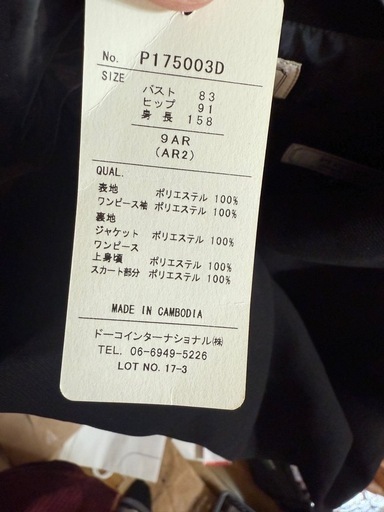 No. P175003D
SIZE
バスト 83
ヒップ 91
身長 158
9AR
(AR2)
QUAL.
表地 ポリエステル 100%
ワンピース袖 ポリエステル 100%
裏地
ジャケット ポリエステル 100%
ワンピース
上身頃 ポリエステル 100%
スカート部分 ポリエステル 100%
MADE IN CAMBODIA
ドーコインターナショナル㈱
TEL. 06-6949-5226
LOT NO. 17-3